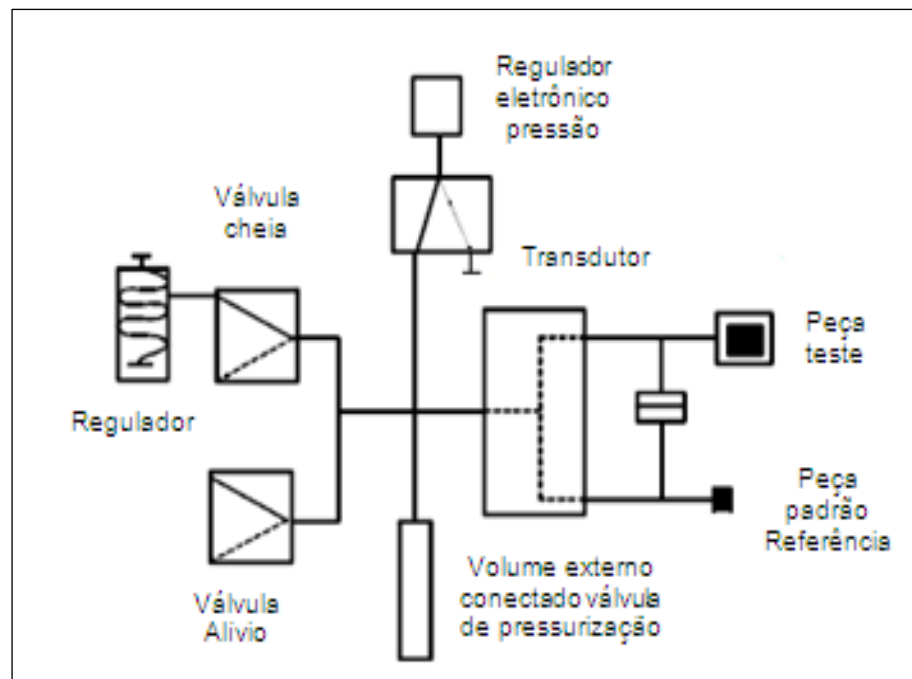 Regulador
eletrônico
pressão
Válvula
cheia
Transdutor
Peça
teste
Regulador
Peça
padrão
Referência
Válvula
Alivio
Volume externo
conectado válvula
de pressurização